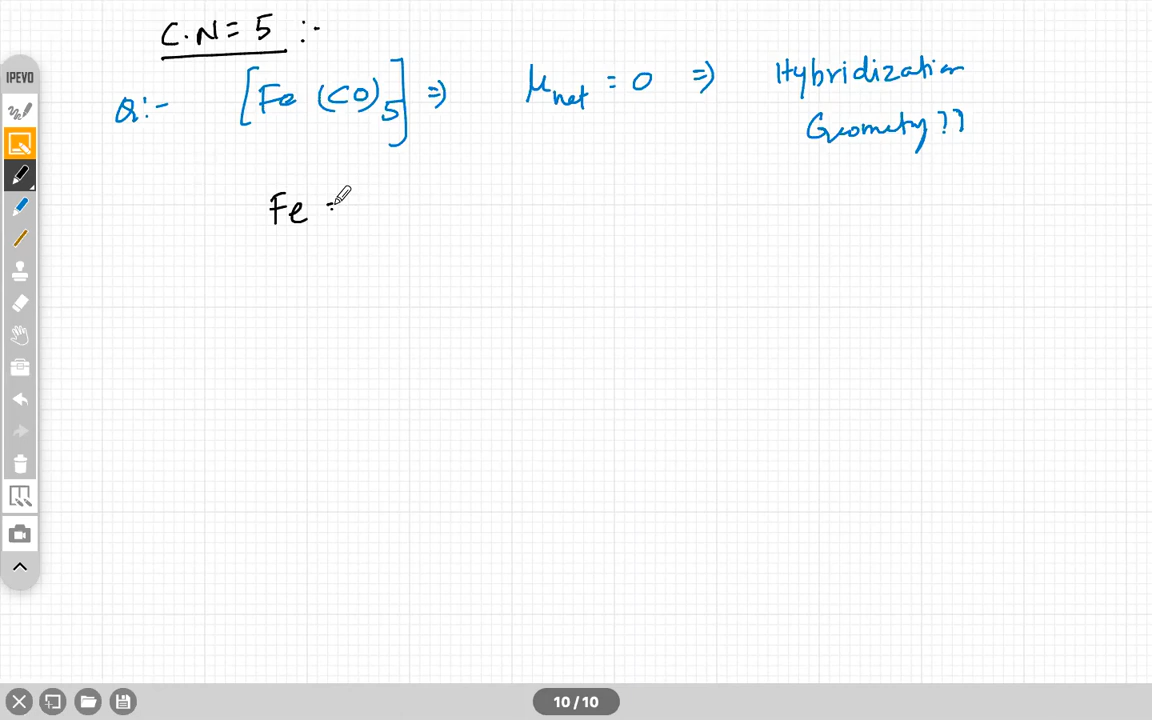 C.N = 5 :-
IPEVO
Q:- [Fe (CO)5] ⇒ μnet = 0 ⇒ Hybridization
Geometry??
Fe =
10 / 10